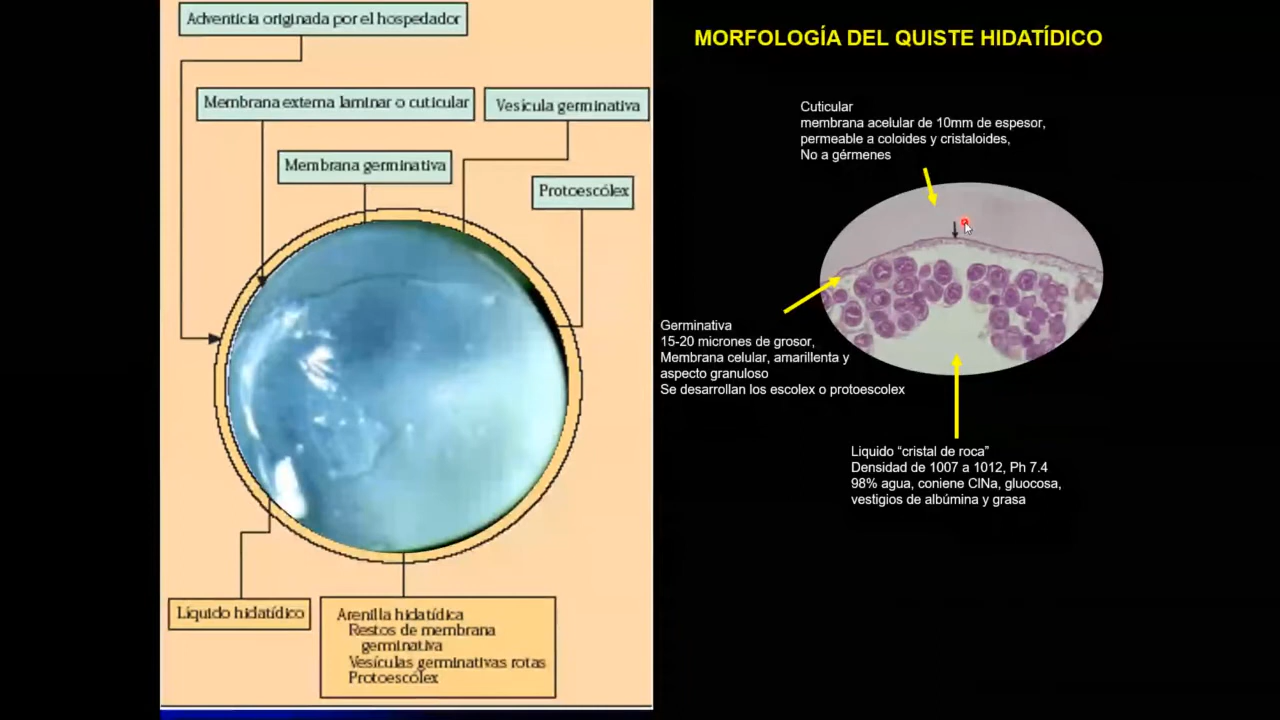 Adventicia originada por el hospedador
Membrana externa laminar o cuticular
Vesícula germinativa
Membrana germinativa
Protoescólex
Líquido hidatídico
Arenilla hidatídica
Restos de membrana
germinativa
Vesículas germinativas rotas
Protoescólex
MORFOLOGÍA DEL QUISTE HIDATÍDICO
Cuticular
membrana acelular de 10mm de espesor,
permeable a coloides y cristaloides,
No a gérmenes
Germinativa
15-20 micrones de grosor,
Membrana celular, amarillenta y
aspecto granuloso
Se desarrollan los escolex o protoescolex
Liquido “cristal de roca”
Densidad de 1007 a 1012, Ph 7.4
98% agua, coniene ClNa, gluocosa,
vestigios de albúmina y grasa